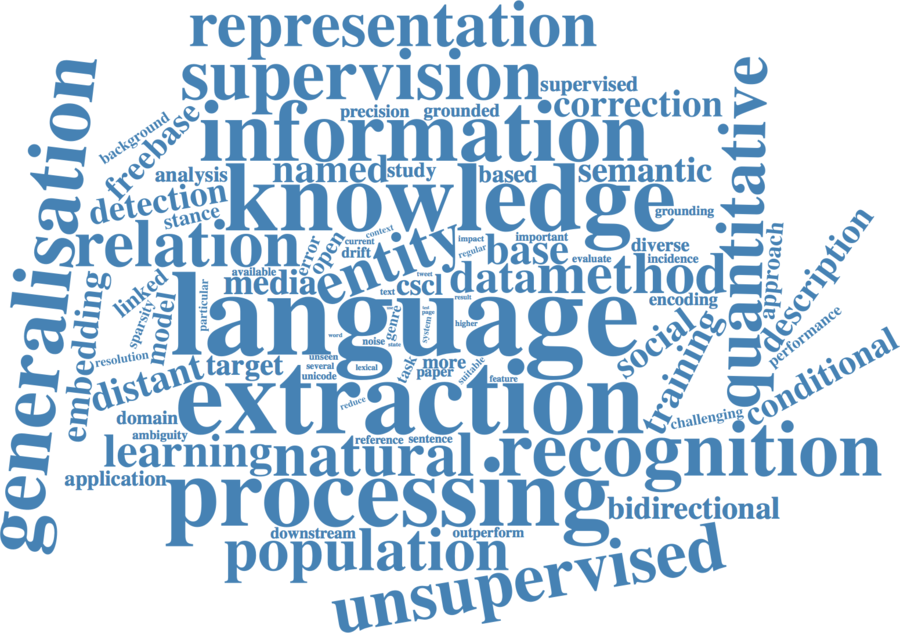 representation
supervision
supervised
precision grounded correction
information
background
freebase
generalisation
quantitative
analysis named study based semantic
knowledge
detection
stance
grounding
relation
error
open
current
context
drift
entity
impact
regular
important
base
evaluate
diverse
incidence
available
media
text
tweet
cscl
result
data method
linked
sparsity
model
particular
language
encoding
approach
description
performance
embedding
resolution
word
noise
genre
state
page
system
higher
social
training
distant target
unseen
several
unicode
lexical
task
more
paper
suitable
feature
extraction
reduce
challenging
conditional
domain
ambiguity
reference sentence
learning natural recognition
application
processing
bidirectional
downstream outperform
population
unsupervised